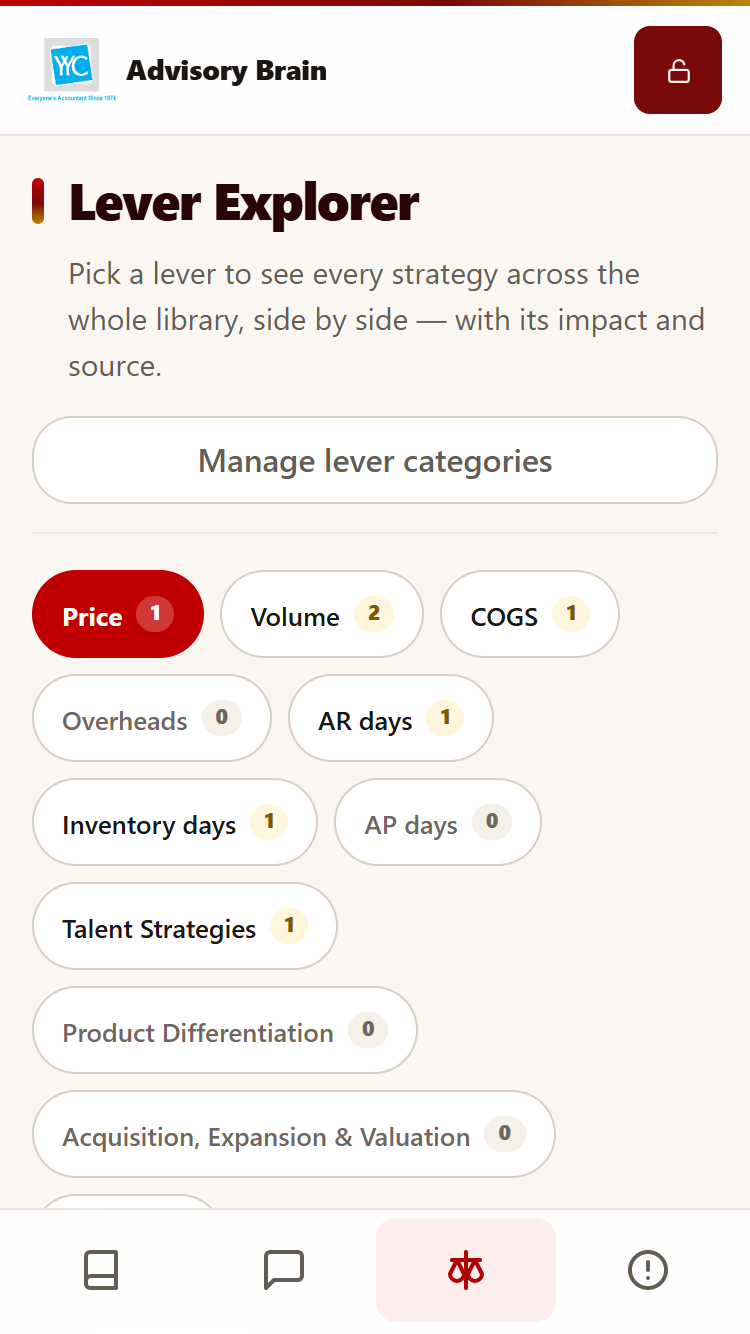 YYC
Everyone's Accountant Since 1974
Advisory Brain
Lever Explorer
Pick a lever to see every strategy across the
whole library, side by side — with its impact and
source.
Manage lever categories
Price 1
Volume 2
COGS 1
Overheads 0
AR days 1
Inventory days 1
AP days 0
Talent Strategies 1
Product Differentiation 0
Acquisition, Expansion & Valuation 0